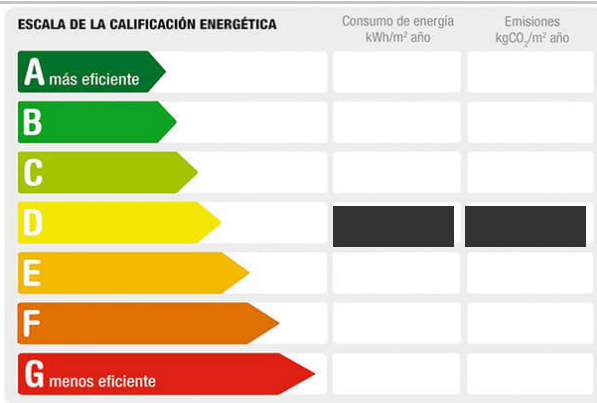 ESCALA DE LA CALIFICACIÓN ENERGÉTICA
Consumo de energía
kWh/m² año
Emisiones
kgCO₂/m² año
A más eficiente
B
C
D
E
F
G menos eficiente